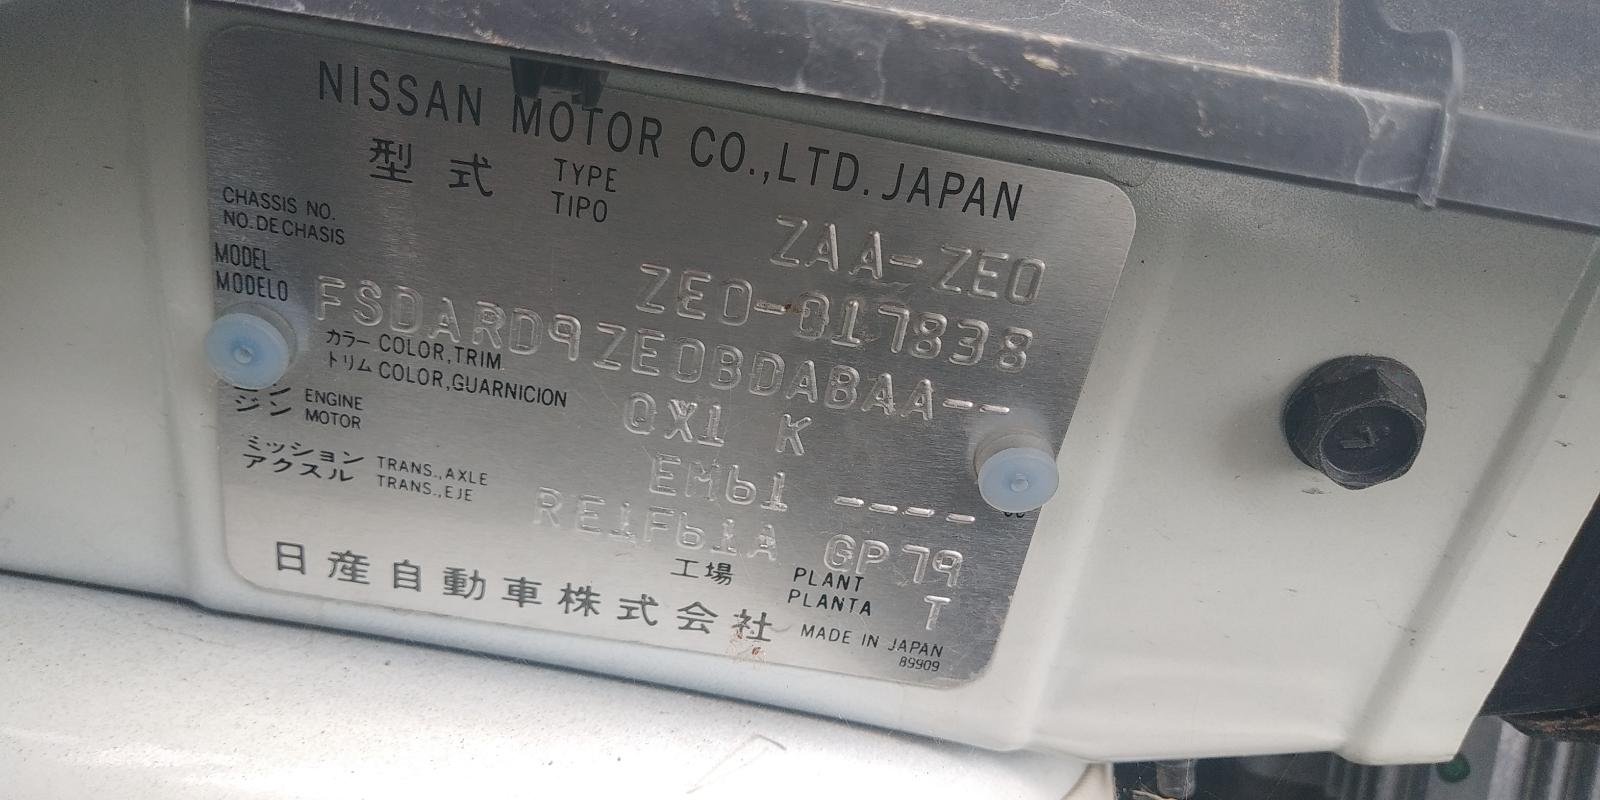 NISSAN MOTOR CO.,LTD. JAPAN
型式 TYPE TIPO ZAA-ZE0
CHASSIS NO.
NO.DE CHASIS ZE0-017838
MODEL
MODELO FSDARD9ZE0BDABAA--
カラー COLOR,TRIM
トリム COLOR,GUARNICION QX1 K
ジン ENGINE
MOTOR EM61 ----
ミッション TRANS.,AXLE
アクスル TRANS.,EJE RE1F61A GP79
工場 PLANT
PLANTA T
日産自動車株式会社 MADE IN JAPAN
89909